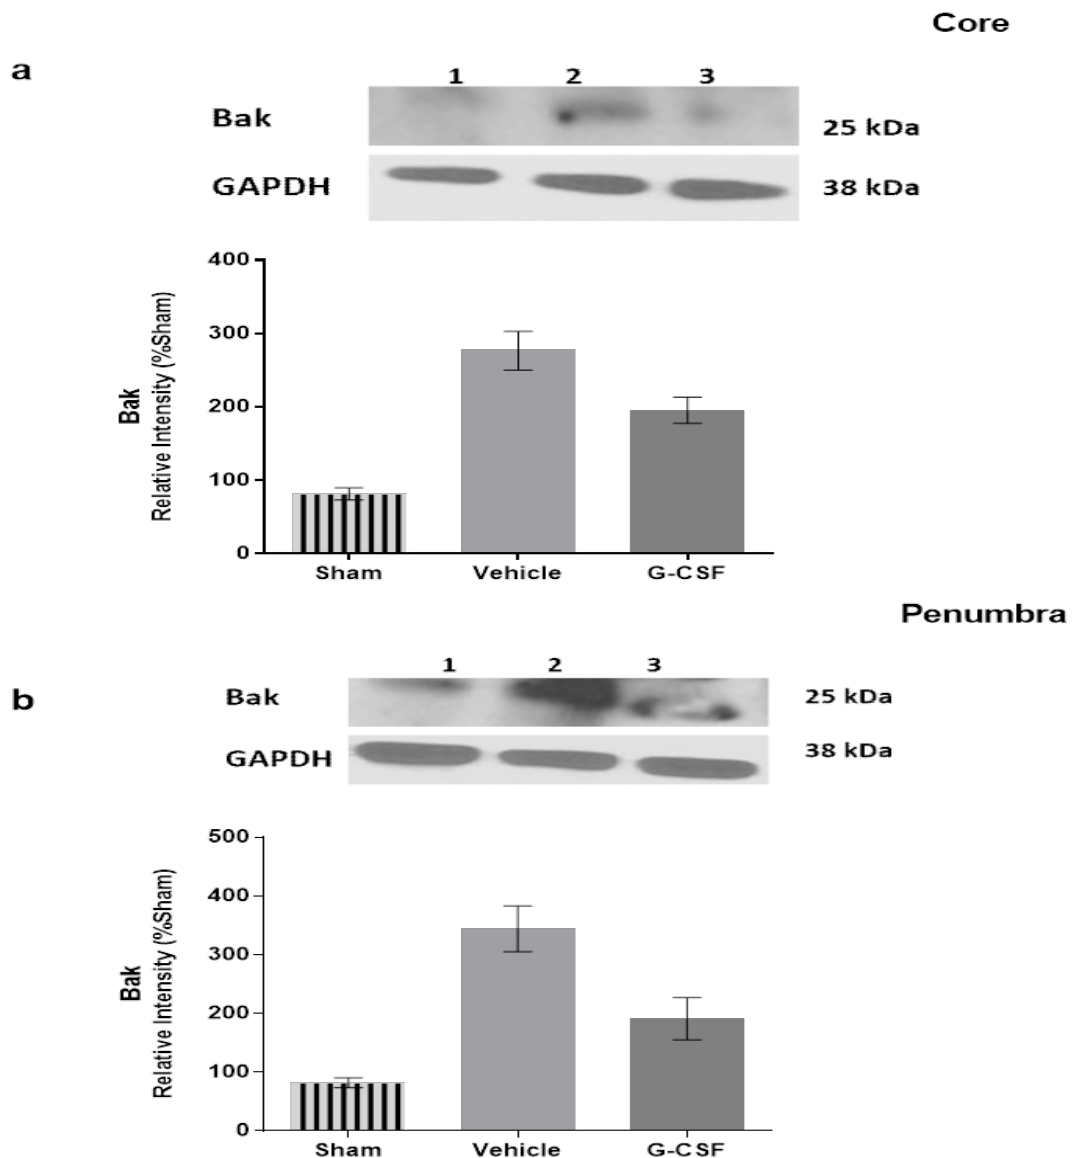 Core
a
1 2 3
Bak
25 kDa
GAPDH
38 kDa
400
300
200
100
0
Bak
Relative Intensity (%Sham)
Sham Vehicle G-CSF
Penumbra
b
1 2 3
Bak
25 kDa
GAPDH
38 kDa
500
400
300
200
100
0
Bak
Relative Intensity (%Sham)
Sham Vehicle G-CSF